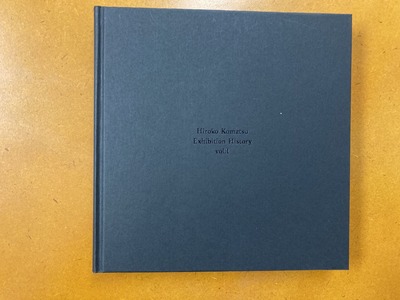 Hiroko Komatsu
Exhibition History
vol.1